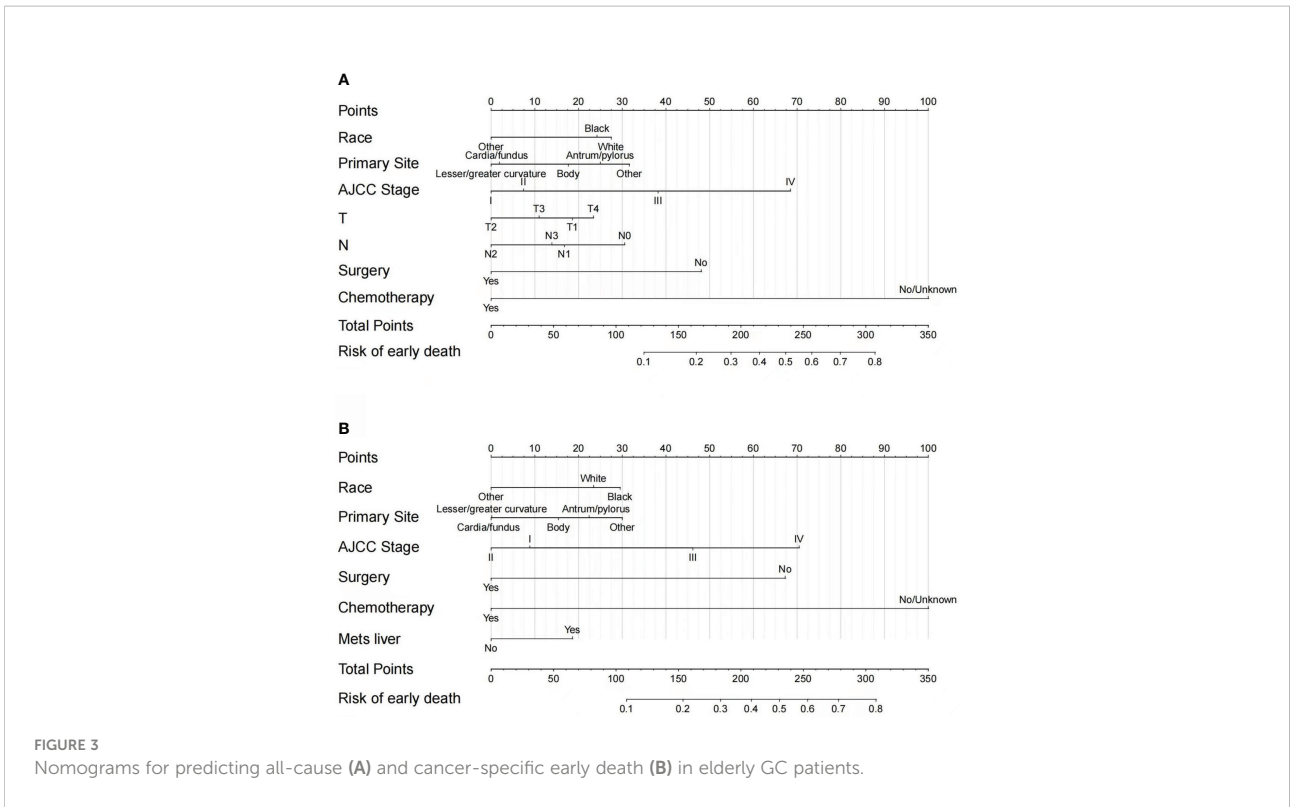 A
Points 0 10 20 30 40 50 60 70 80 90 100
Race Other Black White
Primary Site Lesser/greater curvature Cardia/fundus Body Antrum/pylorus Other
AJCC Stage I II III IV
T T2 T3 T1 T4
N N2 N3 N1 N0
Surgery Yes No
Chemotherapy Yes No/Unknown
Total Points 0 50 100 150 200 250 300 350
Risk of early death 0.1 0.2 0.3 0.4 0.5 0.6 0.7 0.8
B
Points 0 10 20 30 40 50 60 70 80 90 100
Race Other White Black
Primary Site Cardia/fundus Lesser/greater curvature Body Antrum/pylorus Other
AJCC Stage II I III IV
Surgery Yes No
Chemotherapy Yes No/Unknown
Mets liver No Yes
Total Points 0 50 100 150 200 250 300 350
Risk of early death 0.1 0.2 0.3 0.4 0.5 0.6 0.7 0.8
FIGURE 3
Nomograms for predicting all-cause (A) and cancer-specific early death (B) in elderly GC patients.